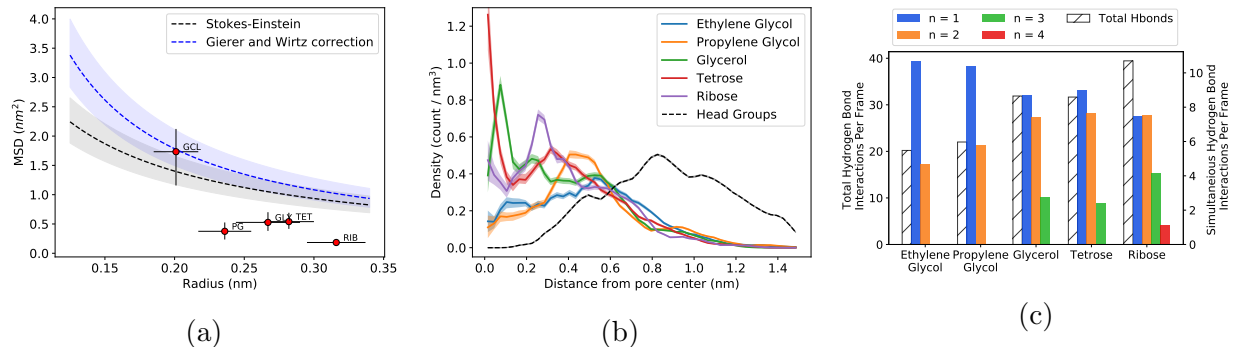 Stokes-Einstein
Gierer and Wirtz correction
4.0
3.5
3.0
2.5
2.0
1.5
1.0
0.5
0.0
MSD (nm²)
GCL
PG
GLY
TET
RIB
0.15
0.20
0.25
0.30
0.35
Radius (nm)
(a)
Ethylene Glycol
Propylene Glycol
Glycerol
Tetrose
Ribose
Head Groups
1.2
1.0
0.8
0.6
0.4
0.2
0.0
Density (count / nm³)
0.0
0.2
0.4
0.6
0.8
1.0
1.2
1.4
Distance from pore center (nm)
(b)
n = 1
n = 2
n = 3
n = 4
Total Hbonds
40
30
20
10
0
Total Hydrogen Bond
Interactions Per Frame
10
8
6
4
2
0
Simultaneious Hydrogen Bond
Interactions Per Frame
Ethylene
Glycol
Propylene
Glycol
Glycerol
Tetrose
Ribose
(c)